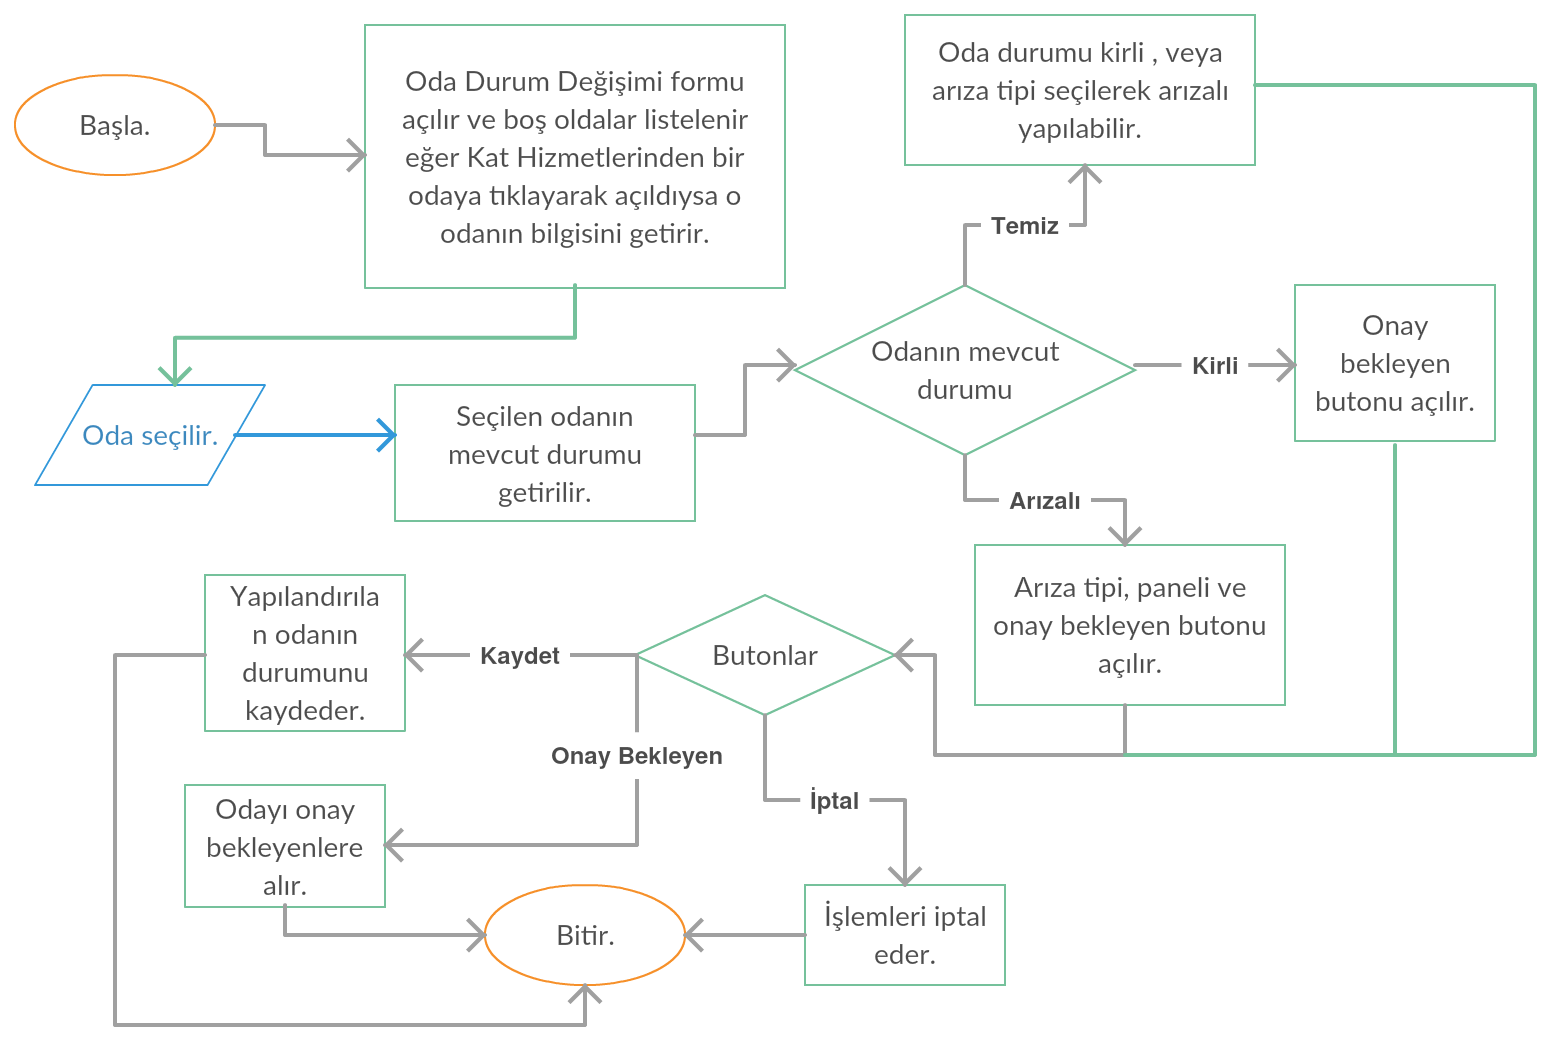 Başla.
Oda Durum Değişimi formu
açılır ve boş oldalar listelenir
eğer Kat Hizmetlerinden bir
odaya tıklayarak açıldıysa o
odanın bilgisini getirir.
Oda durumu kirli , veya
arıza tipi seçilerek arızalı
yapılabilir.
Temiz
Oda seçilir.
Seçilen odanın
mevcut durumu
getirilir.
Odanın mevcut
durumu
Kirli
Onay
bekleyen
butonu açılır.
Arızalı
Arıza tipi, paneli ve
onay bekleyen butonu
açılır.
Butonlar
Kaydet
Yapılandırıla
n odanın
durumunu
kaydeder.
Onay Bekleyen
Odayı onay
bekleyenlere
alır.
İptal
İşlemleri iptal
eder.
Bitir.